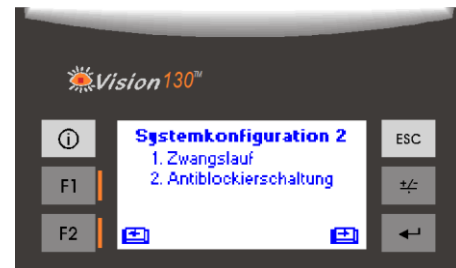 Vision130™
Systemkonfiguration 2
ESC
1. Zwangslauf
2. Antiblockierschaltung
F1
+/-
F2